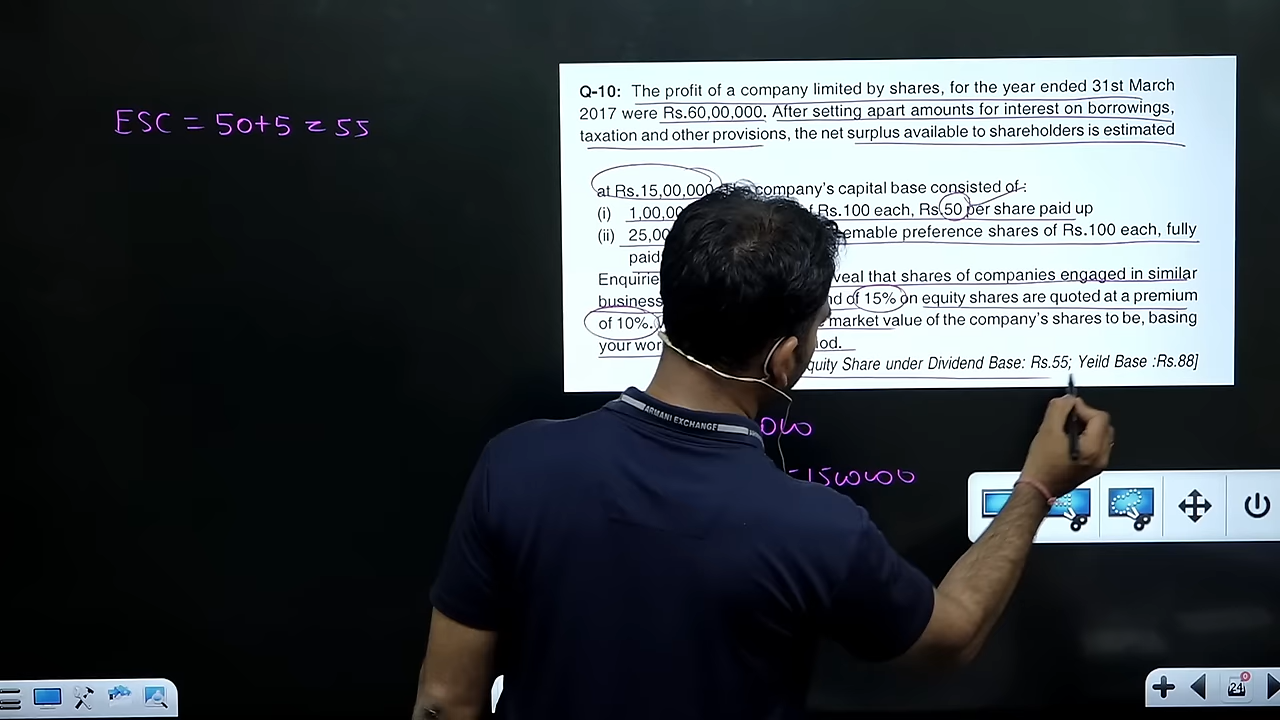 ESC = 50+5 = 55
Q-10: The profit of a company limited by shares, for the year ended 31st March
2017 were Rs.60,00,000. After setting apart amounts for interest on borrowings,
taxation and other provisions, the net surplus available to shareholders is estimated
at Rs.15,00,000 company's capital base consisted of :
(i) 1,00,00 of Rs.100 each, Rs.50 per share paid up
(ii) 25,00 emable preference shares of Rs.100 each, fully
paid
Enquirie veal that shares of companies engaged in similar
business nd of 15% on equity shares are quoted at a premium
of 10%. market value of the company's shares to be, basing
your wor od.
quity Share under Dividend Base: Rs.55; Yeild Base :Rs.88]
000
=150000
ARMANI EXCHANGE
24